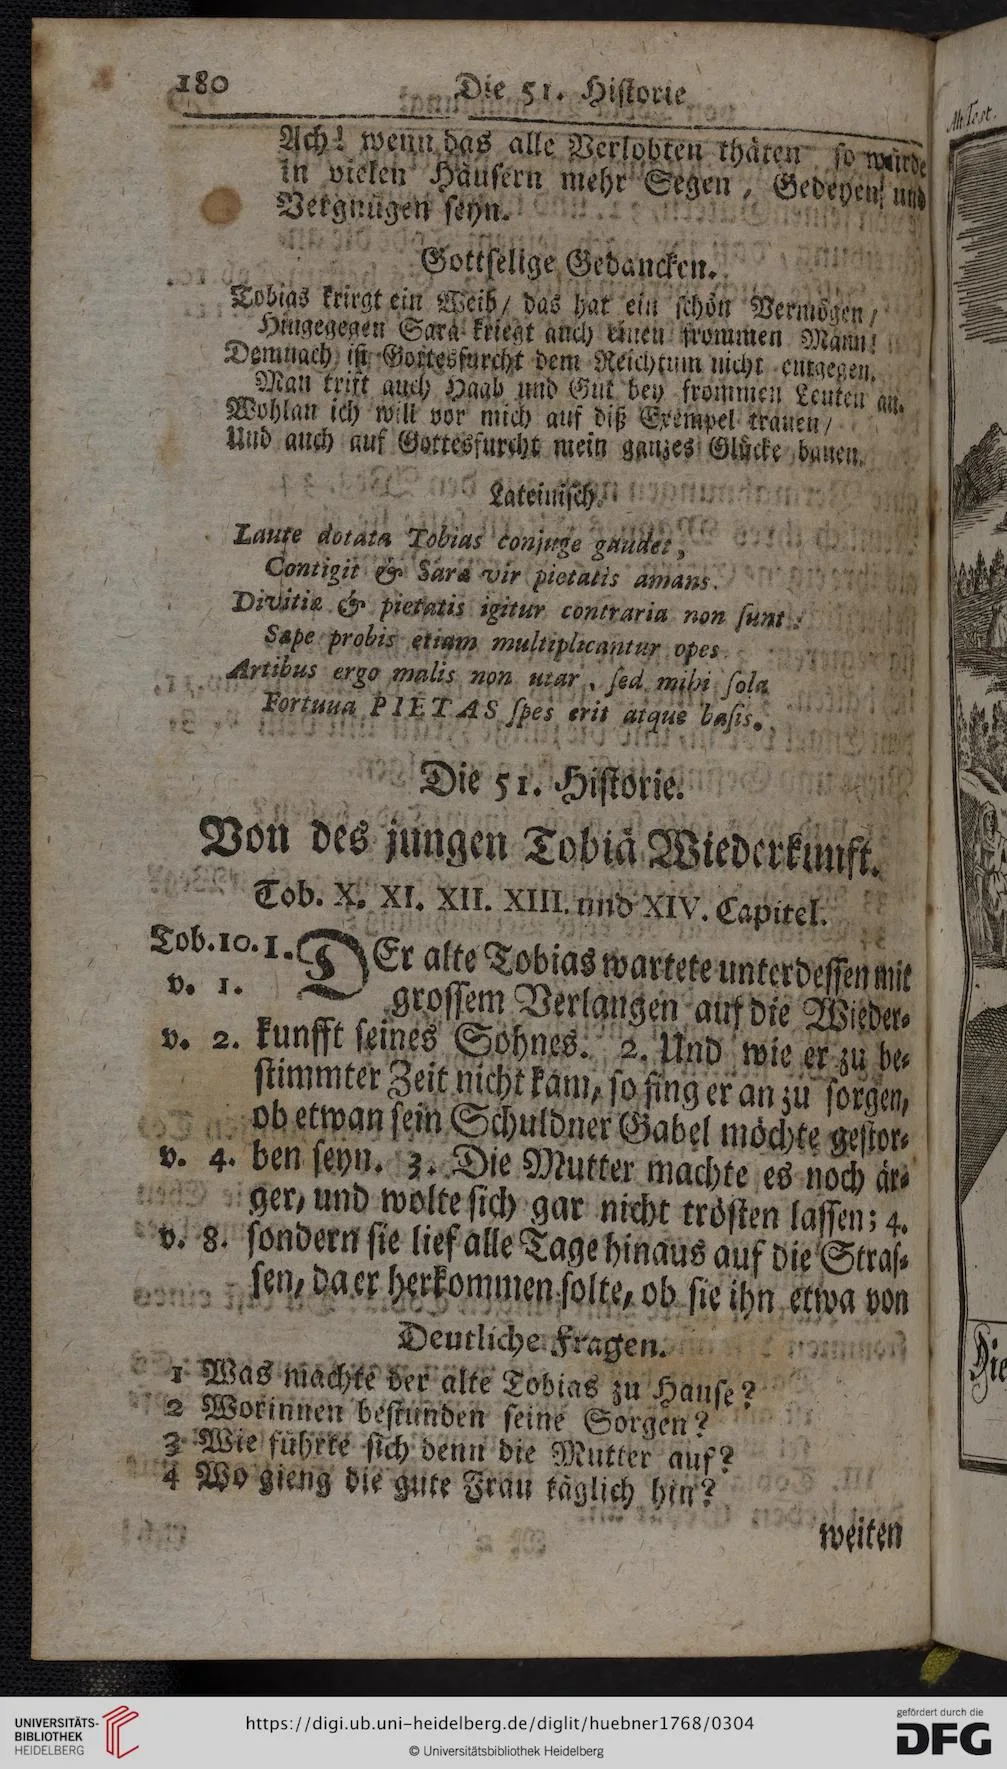 180 Die 51. Historie
Ach! wenn das alle Verlobten thäten so würde
in vielen Häusern mehr Segen, Gedeyen, und
Vergnügen seyn.
Gottselige Gedancken.
Tobias kriegt ein Weib/ das hat ein schön Vermögen/
Hingegegen Sara kriegt auch einen frommen Mann!
Demnach ist Gottesfurcht dem Reichtum nicht entgegen.
Man trift auch Haab und Gut bey frommen Leuten an.
Wohlan ich will vor mich auf diß Exempel trauen/
Und auch auf Gottesfurcht mein ganzes Glücke bauen.
Lateinisch.
Laute dotata Tobias conjuge gaudet,
Contigit & Saræ vir pietatis amans.
Divitiæ & pietatis igitur contraria non sunt:
Sæpe probis etiam multiplicantur opes
Artibus ergo malis non utar, sed mihi sola
Fortuna PIETAS spes erit atque basis.
Die 51. Historie.
Von des jungen Tobiä Wiederkunft.
Tob. X. XI. XII. XIII. und XIV. Capitel.
Tob. 10. 1. DEr alte Tobias wartete unterdessen mit
v. 1. grossem Verlangen auf die Wieder-
v. 2. kunfft seines Sohnes. 2. Und wie er zu be-
stimmter Zeit nicht kam, so fing er an zu sorgen,
ob etwan sein Schuldner Gabel möchte gestor-
v. 4. ben seyn. 3. Die Mutter machte es noch är-
ger, und wolte sich gar nicht trösten lassen; 4.
v. 8. sondern sie lief alle Tage hinaus auf die Stras-
sen, da er herkommen solte, ob sie ihn etwa von
Deutliche Fragen.
1 Was machte der alte Tobias zu Hause?
2 Worinnen bestunden seine Sorgen?
3 Wie führte sich denn die Mutter auf?
4 Wo gieng die gute Frau täglich hin?
weiten
Alt. Test.
Die
UNIVERSITÄTS-
BIBLIOTHEK
HEIDELBERG
https://digi.ub.uni-heidelberg.de/diglit/huebner1768/0304
© Universitätsbibliothek Heidelberg
gefördert durch die
DFG